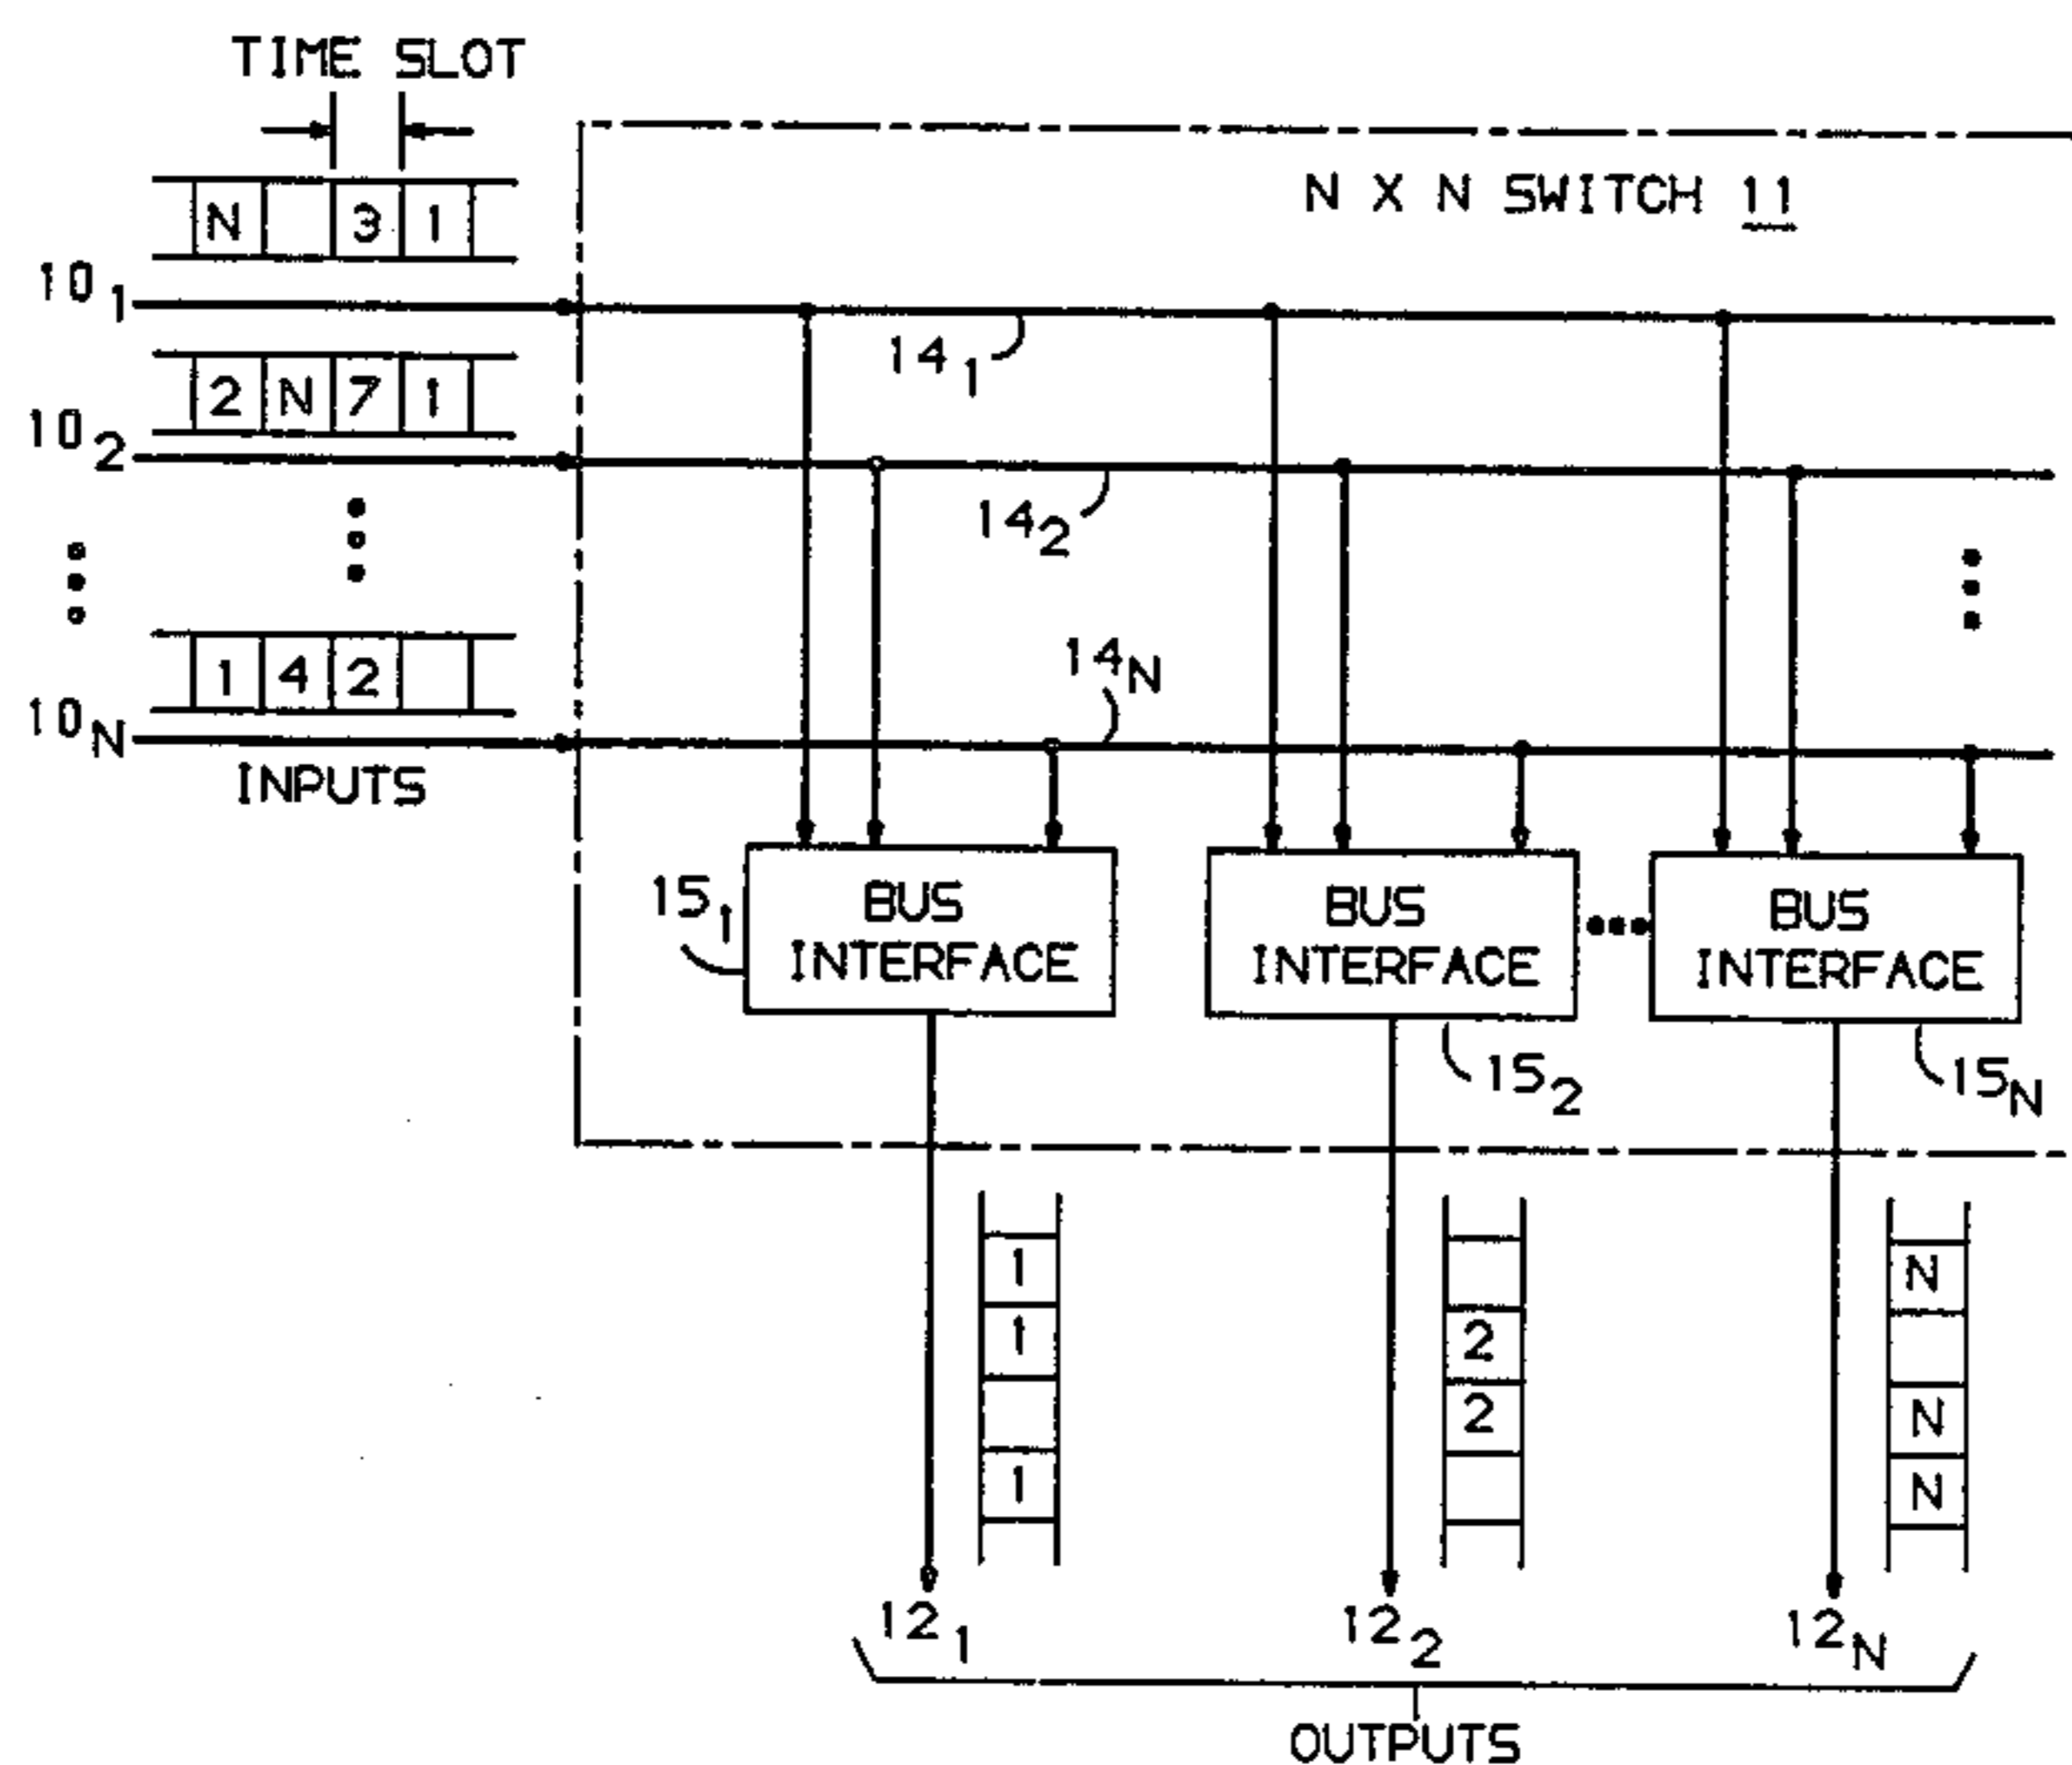 TIME SLOT
N X N SWITCH 11
N 3 1
10 1
14 1
2 N 7 1
10 2
14 2
1 4 2
14 N
10 N
INPUTS
15 1
BUS INTERFACE
BUS INTERFACE
BUS INTERFACE
15 2
15 N
1
1
1
2
2
N
N
N
12 1
12 2
12 N
OUTPUTS